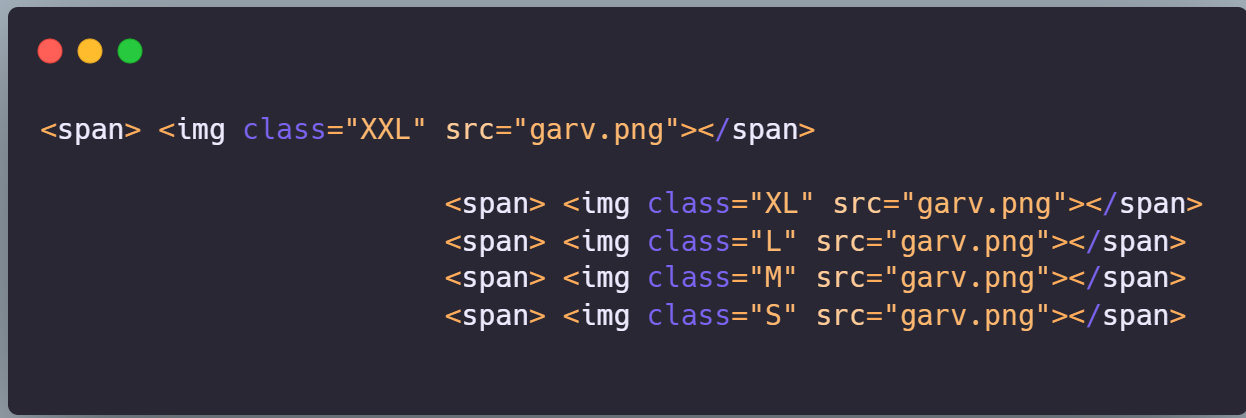 <span> <img class="XXL" src="garv.png"></span>
<span> <img class="XL" src="garv.png"></span>
<span> <img class="L" src="garv.png"></span>
<span> <img class="M" src="garv.png"></span>
<span> <img class="S" src="garv.png"></span>